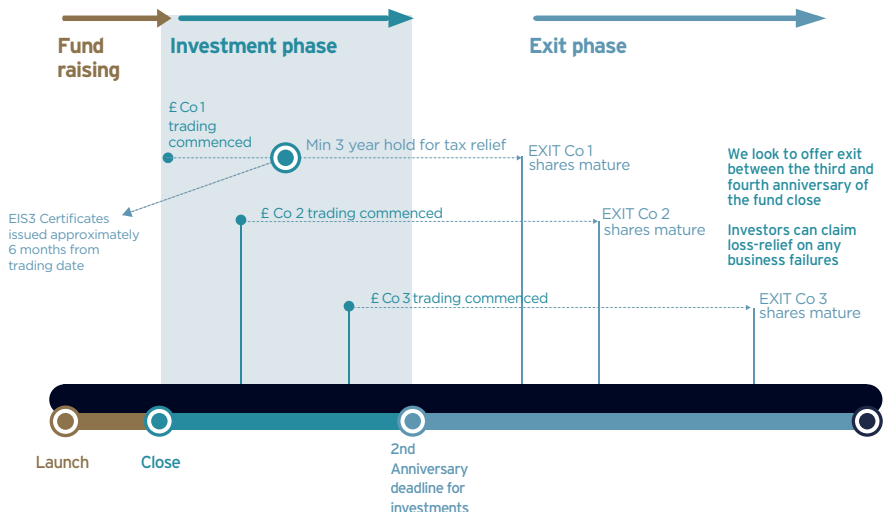 Fund
raising
Investment phase
Exit phase
£ Co 1
trading
commenced
Min 3 year hold for tax relief
EXIT Co 1
shares mature
We look to offer exit
between the third and
fourth anniversary of
the fund close
Investors can claim
loss-relief on any
business failures
EIS3 Certificates
issued approximately
6 months from
trading date
£ Co 2 trading commenced
EXIT Co 2
shares mature
£ Co 3 trading commenced
EXIT Co 3
shares mature
Launch
Close
2nd
Anniversary
deadline for
investments